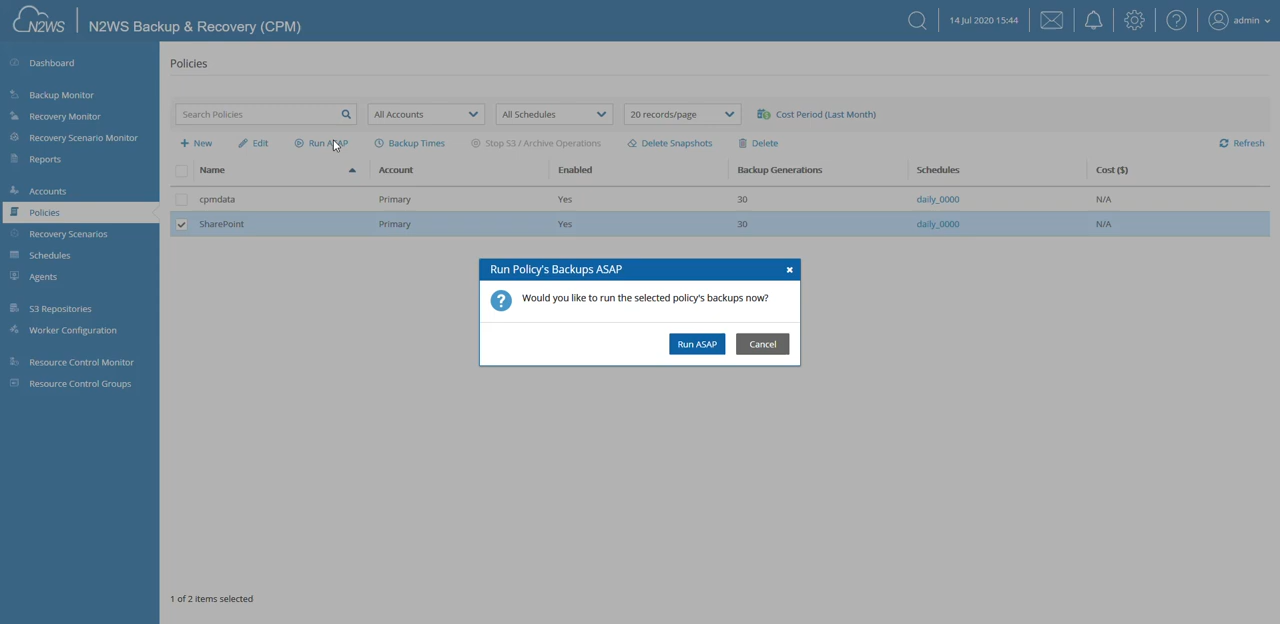 N2WS
N2WS Backup & Recovery (CPM)
14 Jul 2020 15:44
admin
Dashboard
Backup Monitor
Recovery Monitor
Recovery Scenario Monitor
Reports
Accounts
Policies
Recovery Scenarios
Schedules
Agents
S3 Repositories
Worker Configuration
Resource Control Monitor
Resource Control Groups
Policies
Search Policies
All Accounts
All Schedules
20 records/page
Cost Period (Last Month)
New
Edit
Run ASAP
Backup Times
Stop S3 / Archive Operations
Delete Snapshots
Delete
Refresh
Name Account Enabled Backup Generations Schedules Cost ($)
cpmdata Primary Yes 30 daily_0000 N/A
SharePoint Primary Yes 30 daily_0000 N/A
Run Policy's Backups ASAP
Would you like to run the selected policy's backups now?
Run ASAP
Cancel
1 of 2 items selected